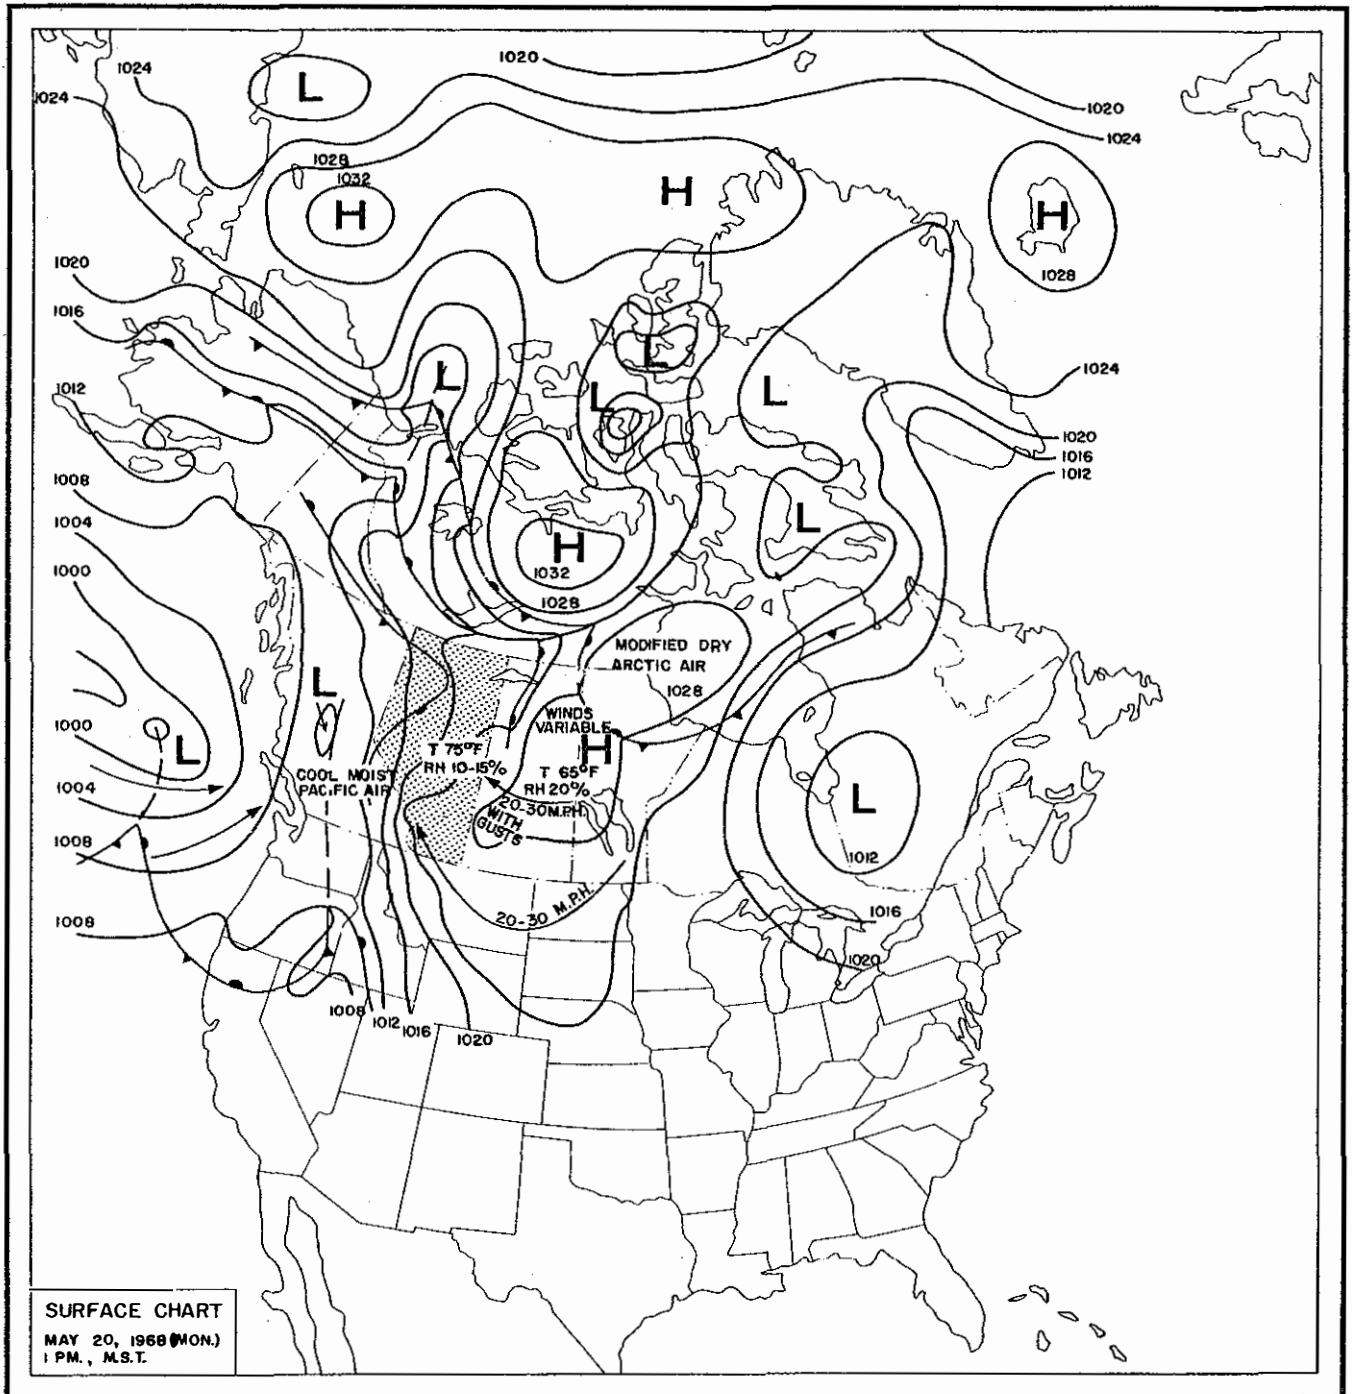 1020
1024
L
1024
1020
1024
1028
1032
H
H
H
1028
1020
1016
L
L
L
L
1024
1012
1020
1016
1012
1008
1004
L
1000
H
1032
1028
MODIFIED DRY
ARCTIC AIR
1028
L
WINDS
VARIABLE
1000
L
H
T 75°F
RH 10-15%
COOL MOIST
PACIFIC AIR
T 65°F
RH 20%
1004
20-30 M.P.H.
WITH
GUSTS
L
1008
1012
20-30 M.P.H.
1008
1016
1020
1008
1012
1016
1020
SURFACE CHART
MAY 20, 1968 (MON.)
1 PM., M.S.T.